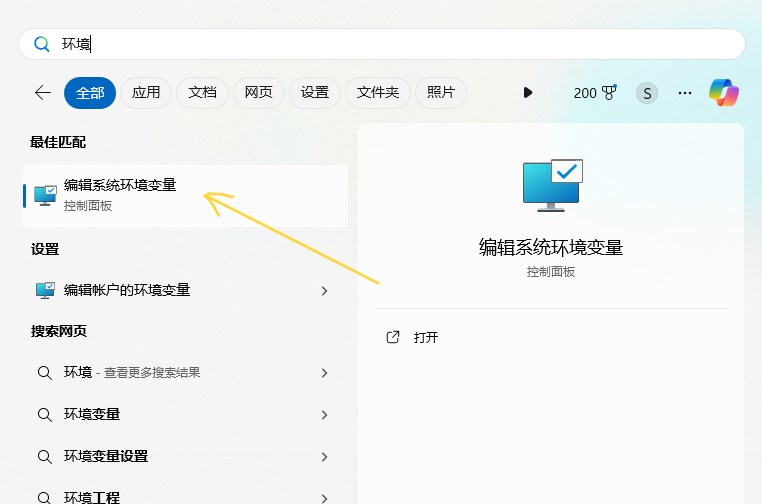 环境
全部 应用 文档 网页 设置 文件夹 照片 200 S ...
最佳匹配
编辑系统环境变量
控制面板
设置
编辑帐户的环境变量
搜索网页
环境 - 查看更多搜索结果
环境变量
环境变量设置
环境工程
编辑系统环境变量
控制面板
打开